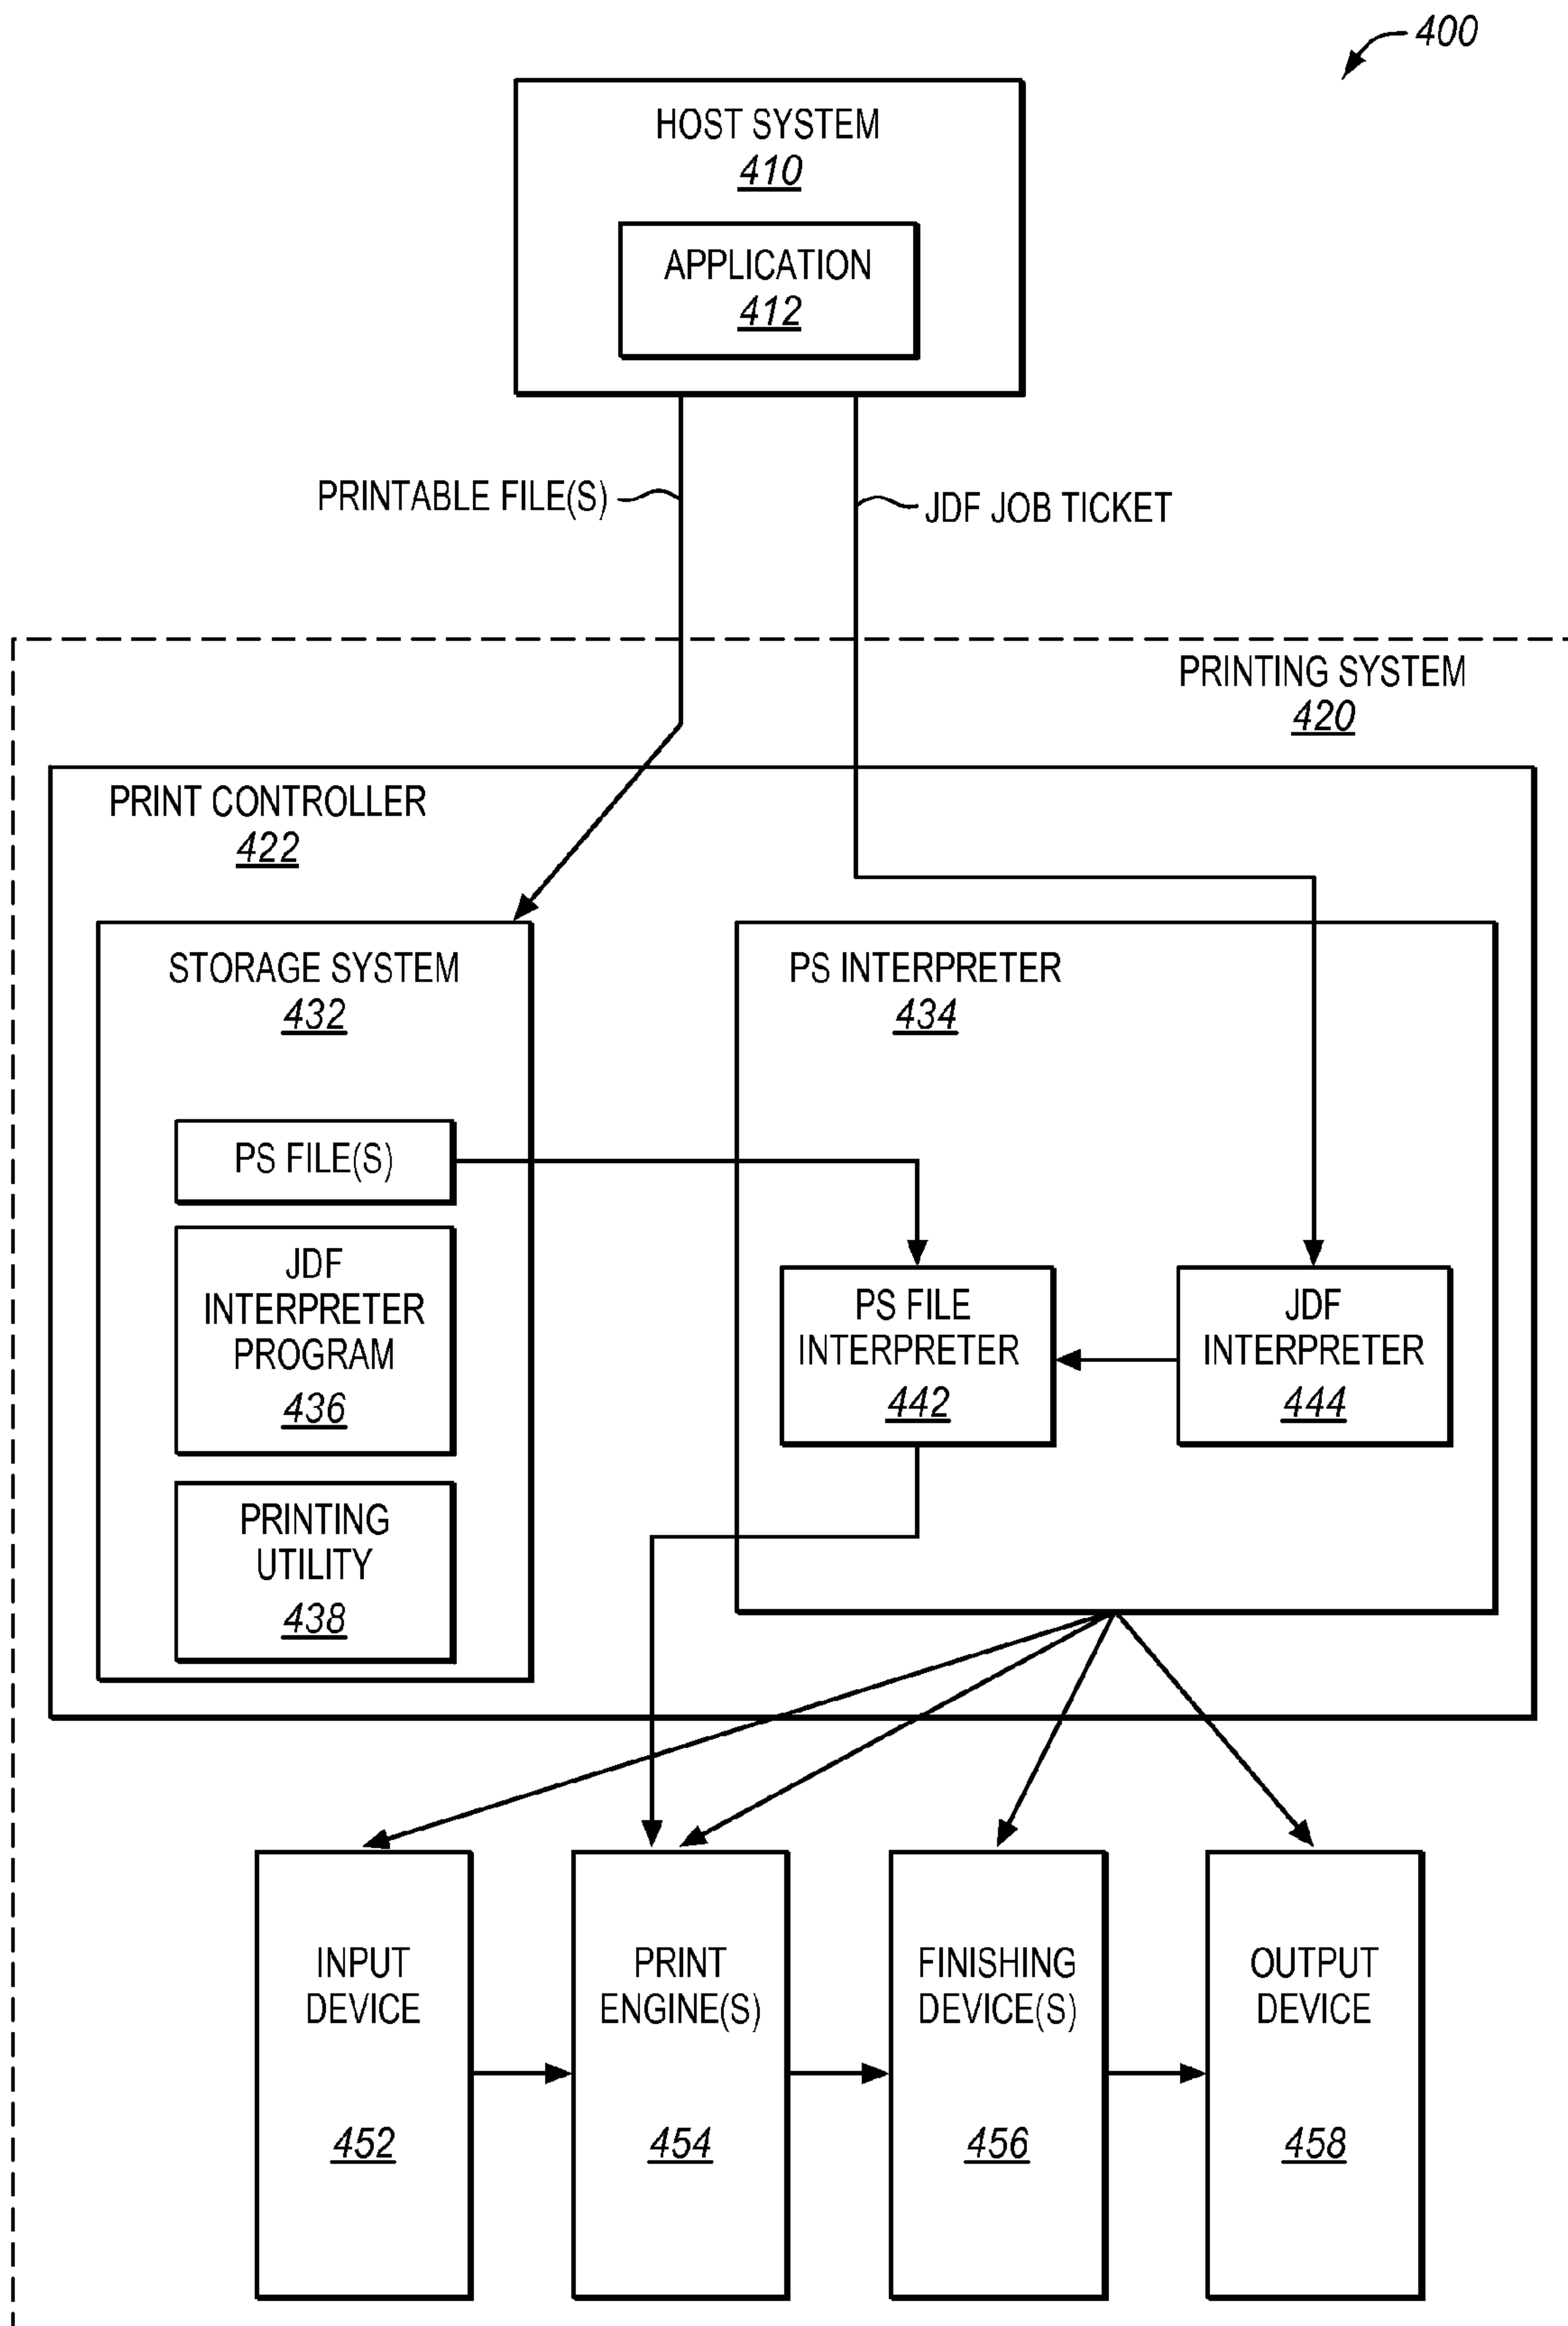 400
HOST SYSTEM
410
APPLICATION
412
PRINTABLE FILE(S)
JDF JOB TICKET
PRINTING SYSTEM
420
PRINT CONTROLLER
422
STORAGE SYSTEM
432
PS INTERPRETER
434
PS FILE(S)
JDF
INTERPRETER
PROGRAM
436
PS FILE
INTERPRETER
442
JDF
INTERPRETER
444
PRINTING
UTILITY
438
INPUT
DEVICE
452
PRINT
ENGINE(S)
454
FINISHING
DEVICE(S)
456
OUTPUT
DEVICE
458